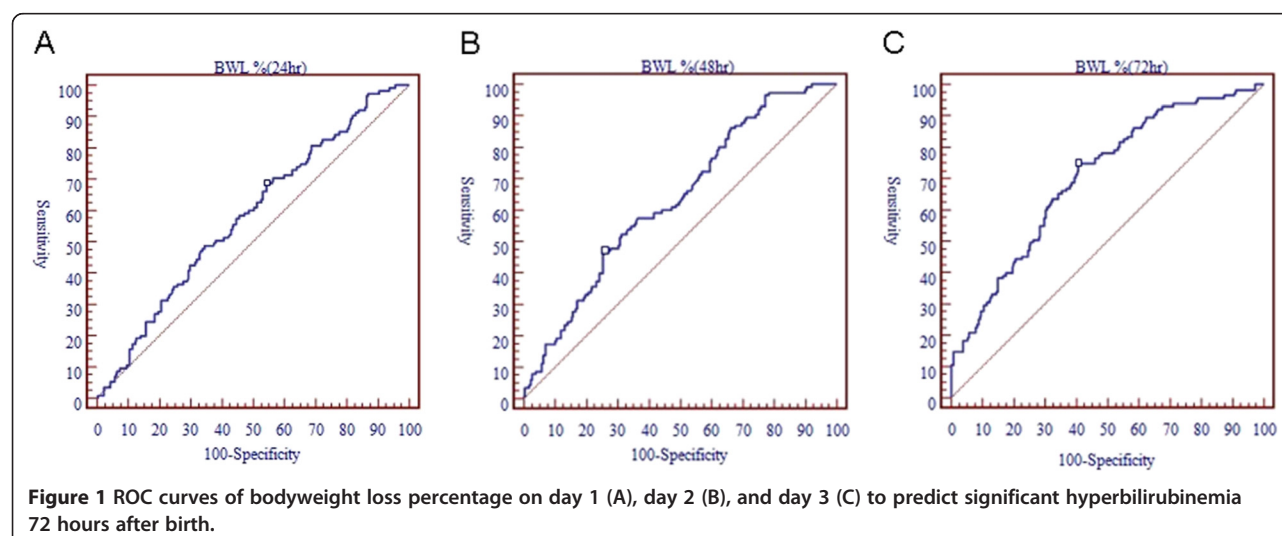 A
BWL %(24hr)
100
90
80
70
60
50
40
30
20
10
0
Sensitivity
0 10 20 30 40 50 60 70 80 90 100
100-Specificity
B
BWL %(48hr)
100
90
80
70
60
50
40
30
20
10
0
Sensitivity
0 10 20 30 40 50 60 70 80 90 100
100-Specificity
C
BWL %(72hr)
100
90
80
70
60
50
40
30
20
10
0
Sensitivity
0 10 20 30 40 50 60 70 80 90 100
100-Specificity
Figure 1 ROC curves of bodyweight loss percentage on day 1 (A), day 2 (B), and day 3 (C) to predict significant hyperbilirubinemia
72 hours after birth.